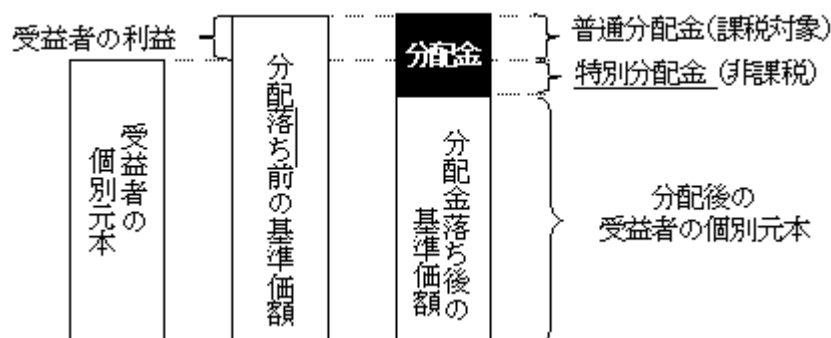 受益者の利益
受益者の
個別元本
分配落ち前の基準価額
分配金
分配金落ち後の
基準価額
普通分配金(課税対象)
特別分配金 (非課税)
分配後の
受益者の個別元本